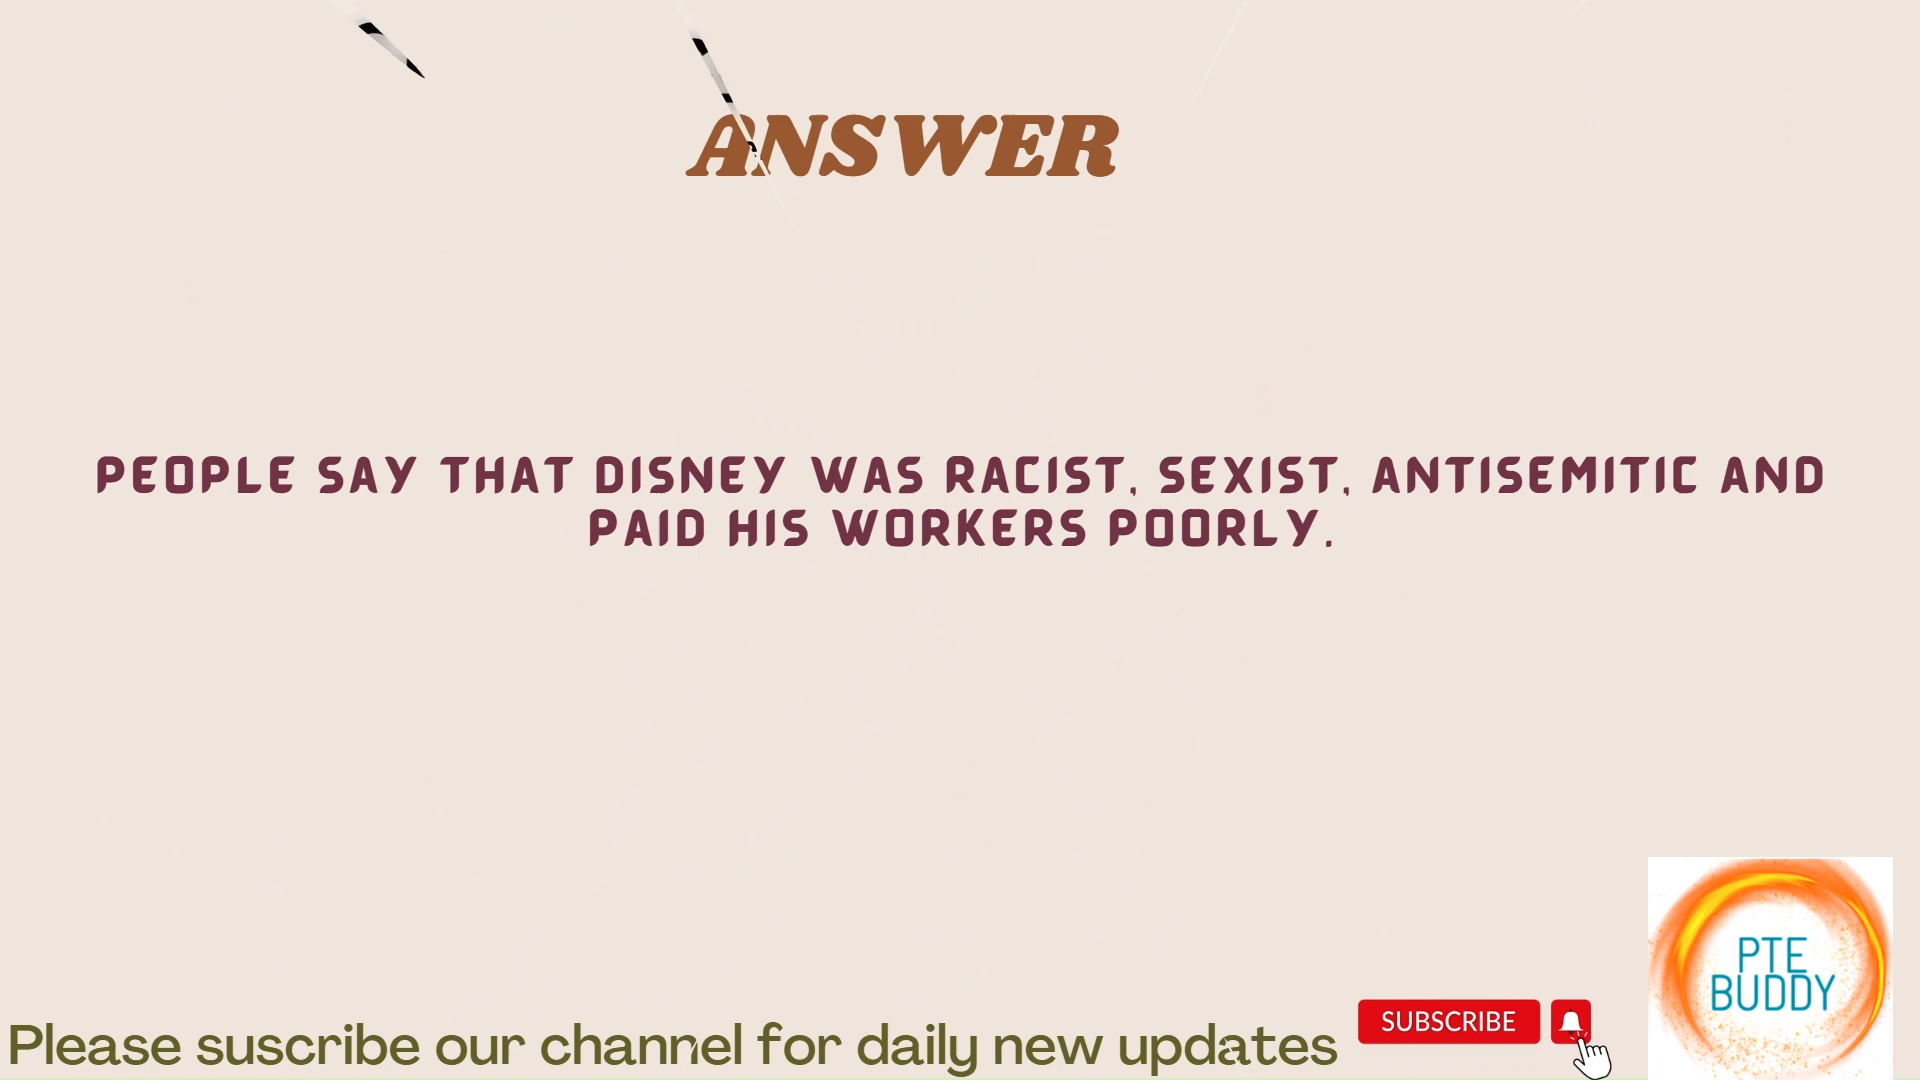 ANSWER
PEOPLE SAY THAT DISNEY WAS RACIST, SEXIST, ANTISEMITIC AND
PAID HIS WORKERS POORLY.
PTE
BUDDY
SUBSCRIBE
Please suscribe our channel for daily new updates